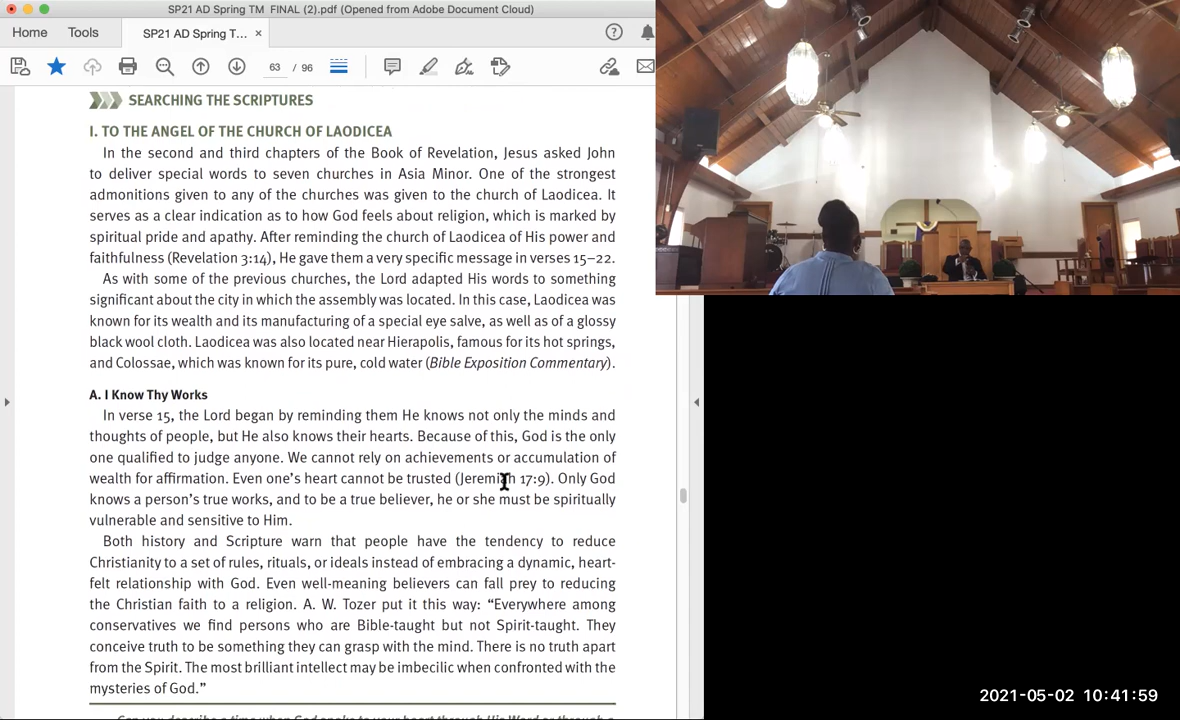 SP21 AD Spring TM FINAL (2).pdf (Opened from Adobe Document Cloud)
Home Tools SP21 AD Spring T... ×
63 / 96
SEARCHING THE SCRIPTURES
I. TO THE ANGEL OF THE CHURCH OF LAODICEA
In the second and third chapters of the Book of Revelation, Jesus asked John
to deliver special words to seven churches in Asia Minor. One of the strongest
admonitions given to any of the churches was given to the church of Laodicea. It
serves as a clear indication as to how God feels about religion, which is marked by
spiritual pride and apathy. After reminding the church of Laodicea of His power and
faithfulness (Revelation 3:14), He gave them a very specific message in verses 15–22.
As with some of the previous churches, the Lord adapted His words to something
significant about the city in which the assembly was located. In this case, Laodicea was
known for its wealth and its manufacturing of a special eye salve, as well as of a glossy
black wool cloth. Laodicea was also located near Hierapolis, famous for its hot springs,
and Colossae, which was known for its pure, cold water (Bible Exposition Commentary).
A. I Know Thy Works
In verse 15, the Lord began by reminding them He knows not only the minds and
thoughts of people, but He also knows their hearts. Because of this, God is the only
one qualified to judge anyone. We cannot rely on achievements or accumulation of
wealth for affirmation. Even one's heart cannot be trusted (Jeremiah 17:9). Only God
knows a person's true works, and to be a true believer, he or she must be spiritually
vulnerable and sensitive to Him.
Both history and Scripture warn that people have the tendency to reduce
Christianity to a set of rules, rituals, or ideals instead of embracing a dynamic, heart-
felt relationship with God. Even well-meaning believers can fall prey to reducing
the Christian faith to a religion. A. W. Tozer put it this way: “Everywhere among
conservatives we find persons who are Bible-taught but not Spirit-taught. They
conceive truth to be something they can grasp with the mind. There is no truth apart
from the Spirit. The most brilliant intellect may be imbecilic when confronted with the
mysteries of God.”
Can you describe a time when God spoke to your heart through His Word or through a
2021-05-02 10:41:59